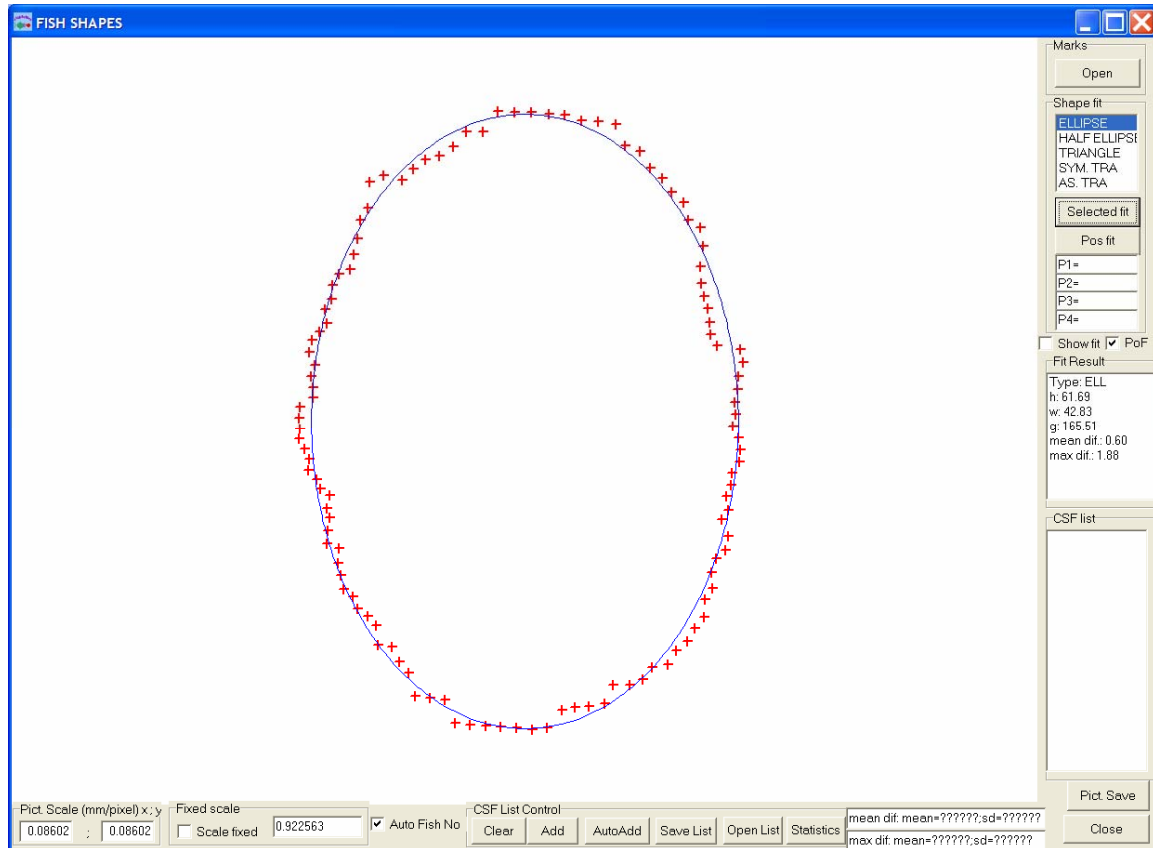 FISH SHAPES
Marks
Open
Shape fit
ELLIPSE
HALF ELLIPSE
TRIANGLE
SYM. TRA
AS. TRA
Selected fit
Pos fit
P1=
P2=
P3=
P4=
Show fit PoF
Fit Result
Type: ELL
h: 61.69
w: 42.83
g: 165.51
mean dif.: 0.60
max dif.: 1.88
CSF list
Pict. Save
Close
Pict. Scale (mm/pixel) x ; y
0.08602 ; 0.08602
Fixed scale
Scale fixed 0.922563
Auto Fish No
CSF List Control
Clear Add AutoAdd Save List Open List Statistics
mean dif: mean=??????;sd=??????
max dif: mean=??????;sd=??????